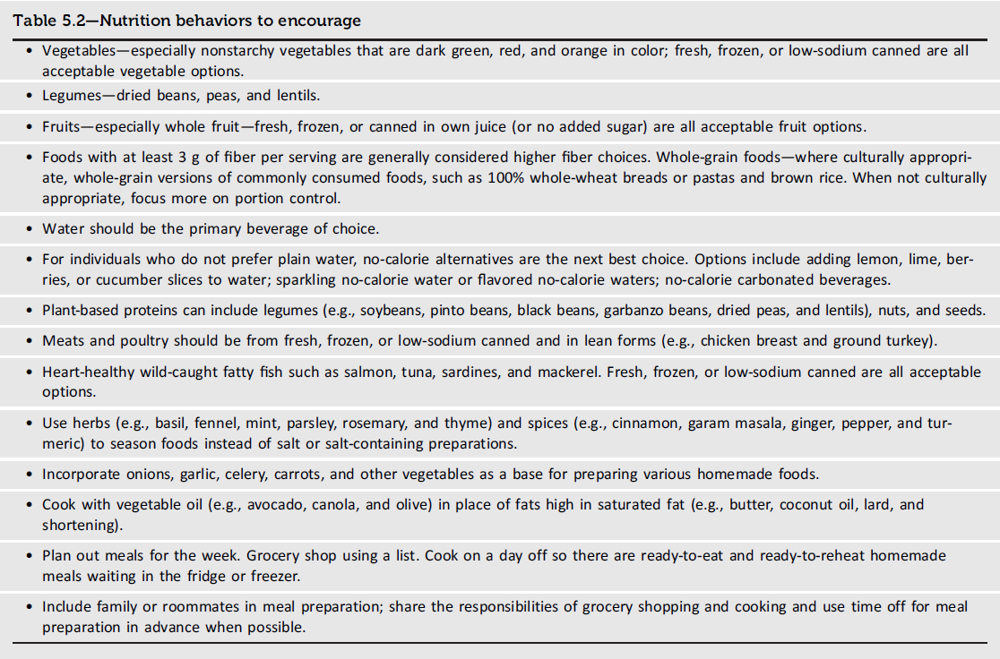 Table 5.2—Nutrition behaviors to encourage
• Vegetables—especially nonstarchy vegetables that are dark green, red, and orange in color; fresh, frozen, or low-sodium canned are all
acceptable vegetable options.
• Legumes—dried beans, peas, and lentils.
• Fruits—especially whole fruit—fresh, frozen, or canned in own juice (or no added sugar) are all acceptable fruit options.
• Foods with at least 3 g of fiber per serving are generally considered higher fiber choices. Whole-grain foods—where culturally appropri-
ate, whole-grain versions of commonly consumed foods, such as 100% whole-wheat breads or pastas and brown rice. When not culturally
appropriate, focus more on portion control.
• Water should be the primary beverage of choice.
• For individuals who do not prefer plain water, no-calorie alternatives are the next best choice. Options include adding lemon, lime, ber-
ries, or cucumber slices to water; sparkling no-calorie water or flavored no-calorie waters; no-calorie carbonated beverages.
• Plant-based proteins can include legumes (e.g., soybeans, pinto beans, black beans, garbanzo beans, dried peas, and lentils), nuts, and seeds.
• Meats and poultry should be from fresh, frozen, or low-sodium canned and in lean forms (e.g., chicken breast and ground turkey).
• Heart-healthy wild-caught fatty fish such as salmon, tuna, sardines, and mackerel. Fresh, frozen, or low-sodium canned are all acceptable
options.
• Use herbs (e.g., basil, fennel, mint, parsley, rosemary, and thyme) and spices (e.g., cinnamon, garam masala, ginger, pepper, and tur-
meric) to season foods instead of salt or salt-containing preparations.
• Incorporate onions, garlic, celery, carrots, and other vegetables as a base for preparing various homemade foods.
• Cook with vegetable oil (e.g., avocado, canola, and olive) in place of fats high in saturated fat (e.g., butter, coconut oil, lard, and
shortening).
• Plan out meals for the week. Grocery shop using a list. Cook on a day off so there are ready-to-eat and ready-to-reheat homemade
meals waiting in the fridge or freezer.
• Include family or roommates in meal preparation; share the responsibilities of grocery shopping and cooking and use time off for meal
preparation in advance when possible.